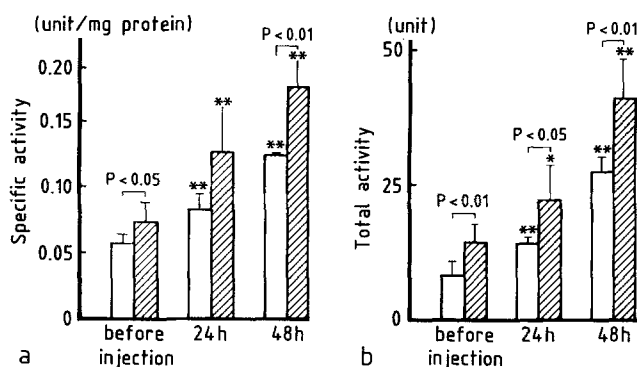 (unit/mg protein)
P < 0.01
**
0.20
**
0.15
P < 0.05
**
**
0.10
0.05
0
Specific activity
before injection
24h
48h
a
(unit)
P < 0.01
**
50
P < 0.05
**
*
P < 0.01
25
**
0
Total activity
before injection
24h
48h
b